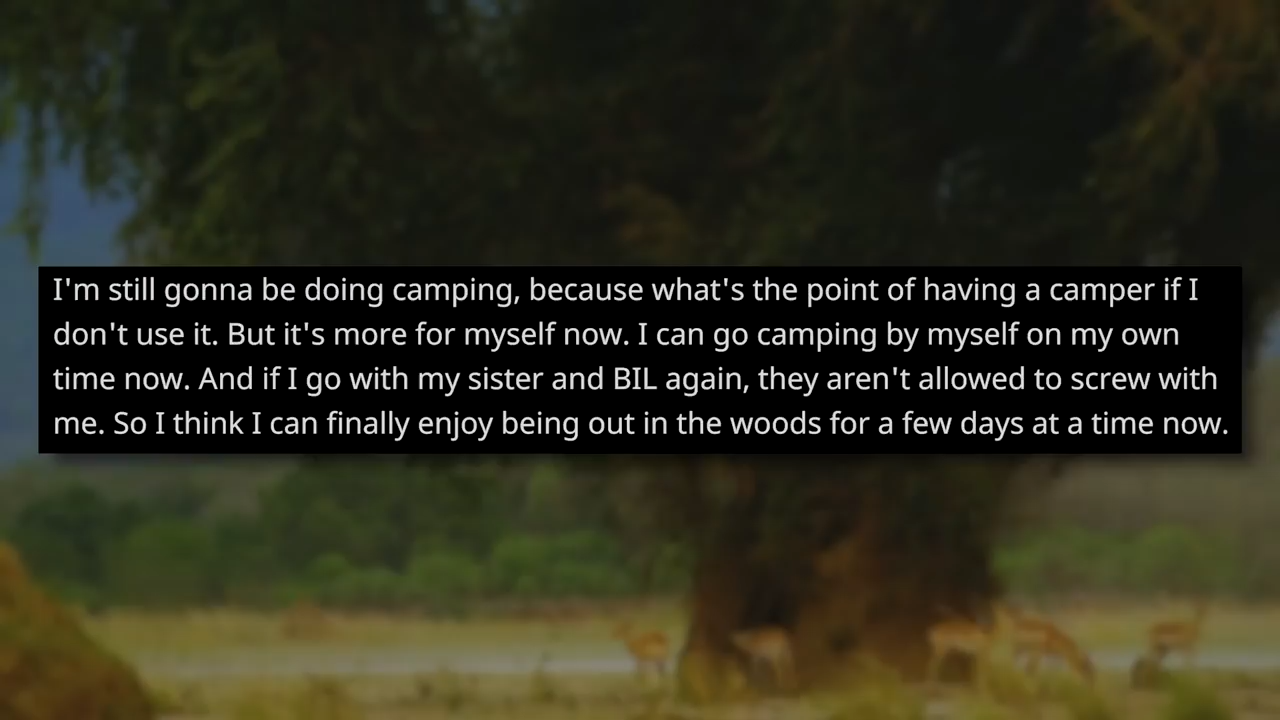 I'm still gonna be doing camping, because what's the point of having a camper if I
don't use it. But it's more for myself now. I can go camping by myself on my own
time now. And if I go with my sister and BIL again, they aren't allowed to screw with
me. So I think I can finally enjoy being out in the woods for a few days at a time now.